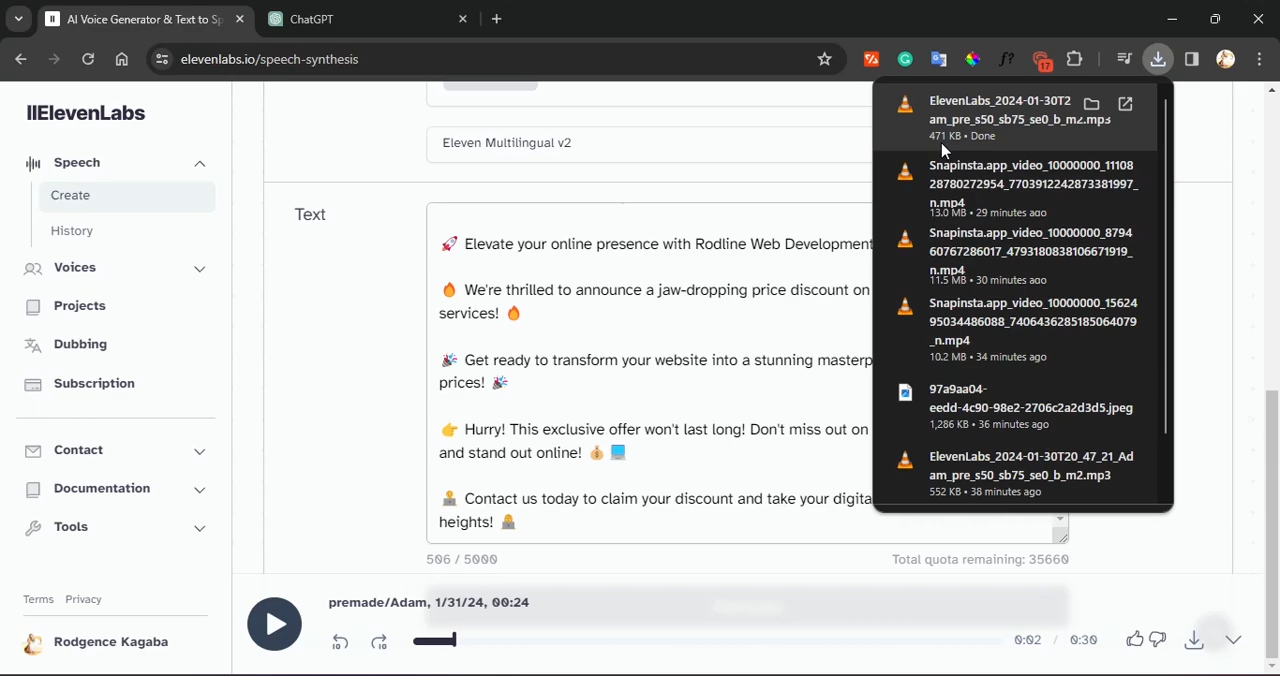 AI Voice Generator & Text to Sp
ChatGPT
elevenlabs.io/speech-synthesis
17
IIElevenLabs
Speech
Create
History
Voices
Projects
Dubbing
Subscription
Contact
Documentation
Tools
Terms Privacy
Rodgence Kagaba
Eleven Multilingual v2
Text
🚀 Elevate your online presence with Rodline Web Development
🔥 We're thrilled to announce a jaw-dropping price discount on
services! 🔥
🎉 Get ready to transform your website into a stunning masterp
prices! 🎉
👉 Hurry! This exclusive offer won't last long! Don't miss out on
and stand out online! 💰 💻
Contact us today to claim your discount and take your digita
heights!
506 / 5000
Total quota remaining: 35660
premade/Adam, 1/31/24, 00:24
0:02 / 0:30
ElevenLabs_2024-01-30T2
am_pre_s50_sb75_se0_b_m2.mp3
471 KB • Done
Snapinsta.app_video_10000000_11108
28780272954_7703912242873381997_
n.mp4
13.0 MB • 29 minutes ago
Snapinsta.app_video_10000000_8794
60767286017_4793180838106671919_
n.mp4
11.5 MB • 30 minutes ago
Snapinsta.app_video_10000000_15624
95034486088_7406436285185064079
_n.mp4
10.2 MB • 34 minutes ago
97a9aa04-
eedd-4c90-98e2-2706c2a2d3d5.jpeg
1,286 KB • 36 minutes ago
ElevenLabs_2024-01-30T20_47_21_Ad
am_pre_s50_sb75_se0_b_m2.mp3
552 KB • 38 minutes ago